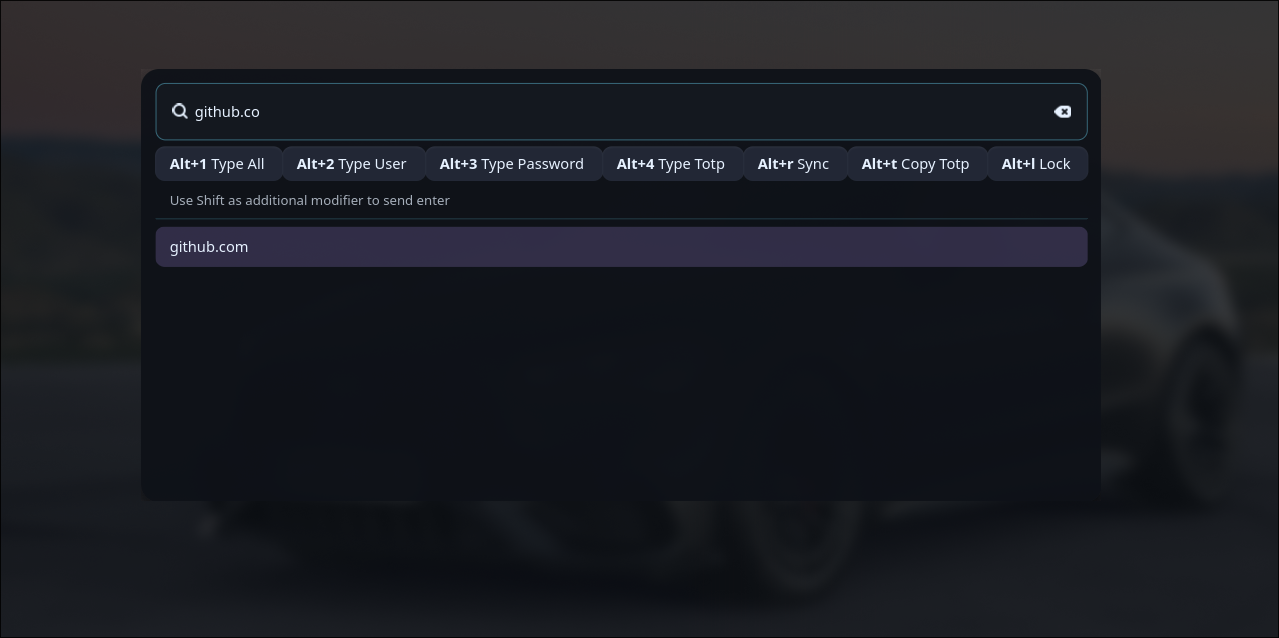 github.co
Alt+1 Type All Alt+2 Type User Alt+3 Type Password Alt+4 Type Totp Alt+r Sync Alt+t Copy Totp Alt+l Lock
Use Shift as additional modifier to send enter
github.com